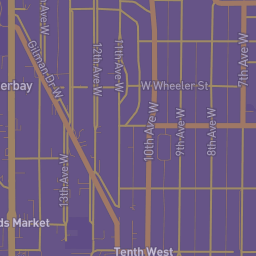 Ave W
Gilman Dr W
12th Ave W
11th Ave W
7th Ave W
W Wheeler St
erbay
10th Ave W
9th Ave W
8th Ave W
13th Ave W
ds Market
Tenth West